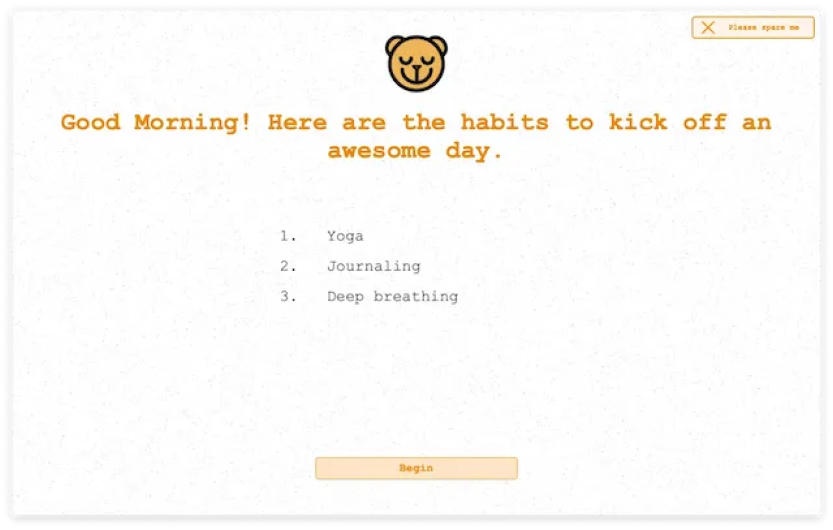 Please spare me
Good Morning! Here are the habits to kick off an
awesome day.
1. Yoga
2. Journaling
3. Deep breathing
Begin